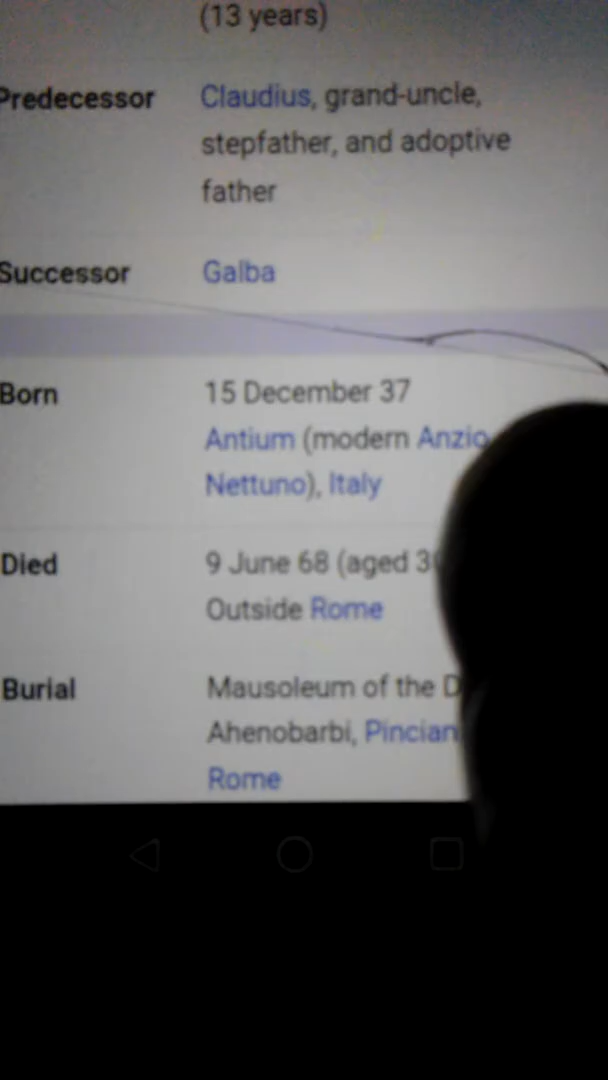 (13 years)
Predecessor Claudius, grand-uncle,
stepfather, and adoptive
father
Successor Galba
Born 15 December 37
Antium (modern Anzio
Nettuno), Italy
Died 9 June 68 (aged
Outside Rome
Burial Mausoleum of the
Ahenobarbi, Pincian
Rome